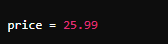 price = 25.99